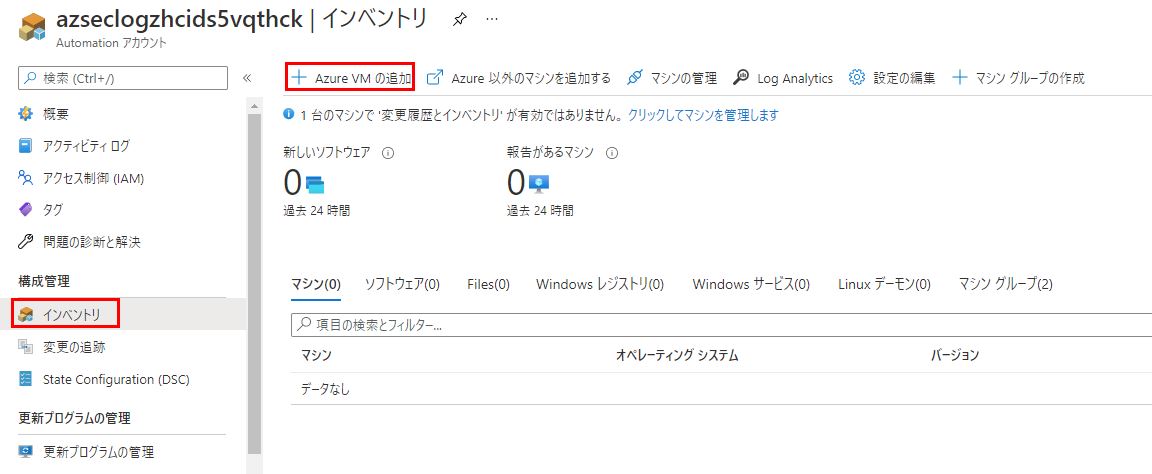 azseclogzhcids5vqthck | インベントリ
Automation アカウント
検索 (Ctrl+/)
概要
アクティビティ ログ
アクセス制御 (IAM)
タグ
問題の診断と解決
構成管理
インベントリ
変更の追跡
State Configuration (DSC)
更新プログラムの管理
更新プログラムの管理
Azure VM の追加 Azure 以外のマシンを追加する マシンの管理 Log Analytics 設定の編集 マシン グループの作成
1 台のマシンで '変更履歴とインベントリ' が有効ではありません。クリックしてマシンを管理します
新しいソフトウェア 報告があるマシン
0 0
過去 24 時間 過去 24 時間
マシン(0) ソフトウェア(0) Files(0) Windows レジストリ(0) Windows サービス(0) Linux デーモン(0) マシン グループ(2)
項目の検索とフィルター...
マシン オペレーティング システム バージョン
データなし